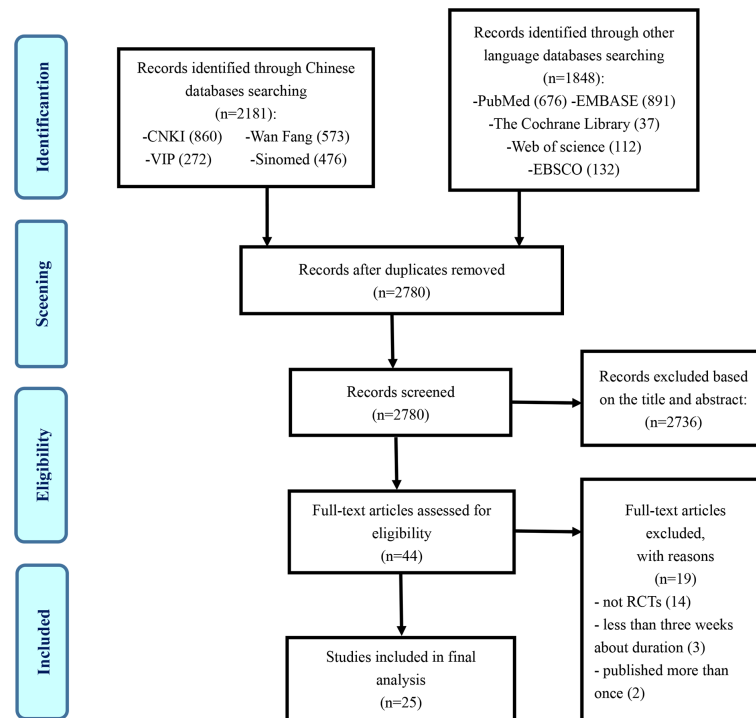 Identificantion
Records identified through Chinese
databases searching
(n=2181):
-CNKI (860) -Wan Fang (573)
-VIP (272) -Sinomed (476)
Records identified through other
language databases searching
(n=1848):
-PubMed (676) -EMBASE (891)
-The Cochrane Library (37)
-Web of science (112)
-EBSCO (132)
Sceening
Records after duplicates removed
(n=2780)
Records screened
(n=2780)
Records excluded based
on the title and abstract:
(n=2736)
Eligibility
Full-text articles assessed for
eligibility
(n=44)
Full-text articles
excluded,
with reasons
(n=19)
- not RCTs (14)
- less than three weeks
about duration (3)
- published more than
once (2)
Included
Studies included in final
analysis
(n=25)